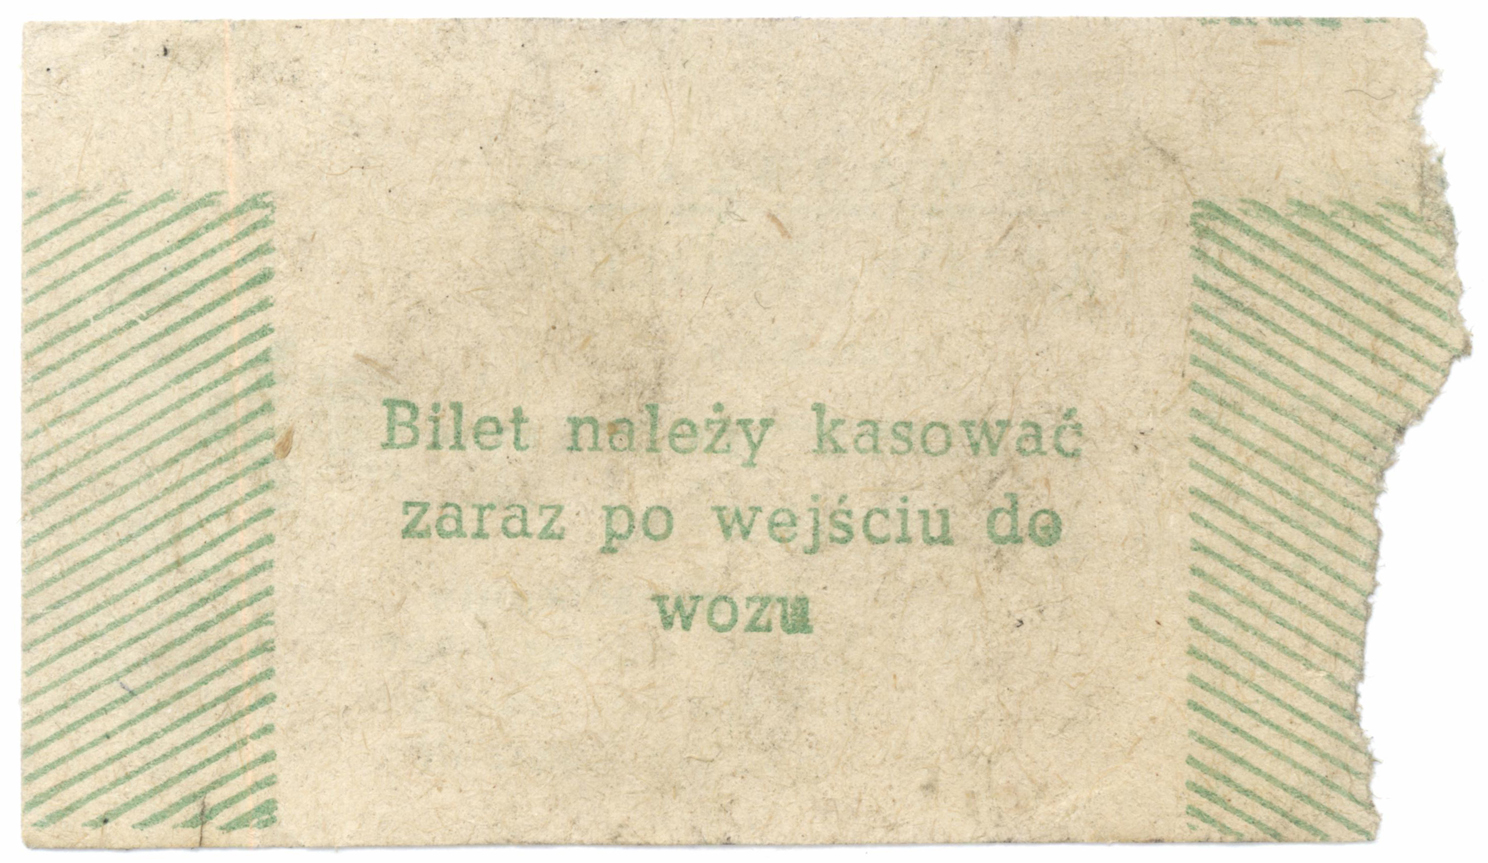 Bilet należy kasować
zaraz po wejściu do
wozu